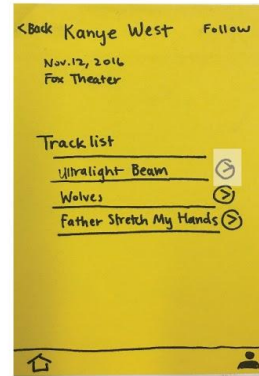 <Back Kanye West Follow
Nov.12, 2016
Fox Theater
Track list
Ultralight Beam
Wolves
Father Stretch My Hands